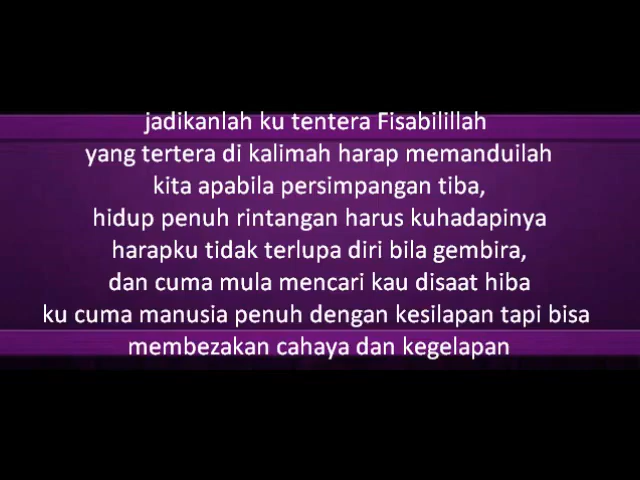 jadikanlah ku tentera Fisabilillah
yang tertera di kalimah harap memanduilah
kita apabila persimpangan tiba,
hidup penuh rintangan harus kuhadapinya
harapku tidak terlupa diri bila gembira,
dan cuma mula mencari kau disaat hiba
ku cuma manusia penuh dengan kesilapan tapi bisa
membezakan cahaya dan kegelapan